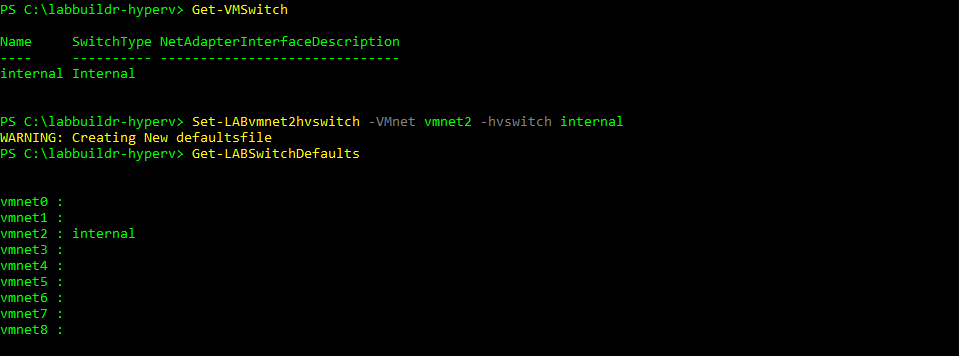 PS C:\labbuildr-hyperv> Get-VMSwitch
Name     SwitchType NetAdapterInterfaceDescription
----     ---------- ------------------------------
internal Internal
PS C:\labbuildr-hyperv> Set-LABvmnet2hvswitch -VMnet vmnet2 -hvswitch internal
WARNING: Creating New defaultsfile
PS C:\labbuildr-hyperv> Get-LABSwitchDefaults
vmnet0 :
vmnet1 :
vmnet2 : internal
vmnet3 :
vmnet4 :
vmnet5 :
vmnet6 :
vmnet7 :
vmnet8 :